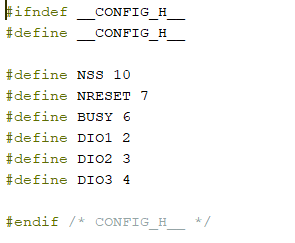 #ifndef __CONFIG_H__
#define __CONFIG_H__
#define NSS 10
#define NRESET 7
#define BUSY 6
#define DIO1 2
#define DIO2 3
#define DIO3 4
#endif /* CONFIG_H__ */